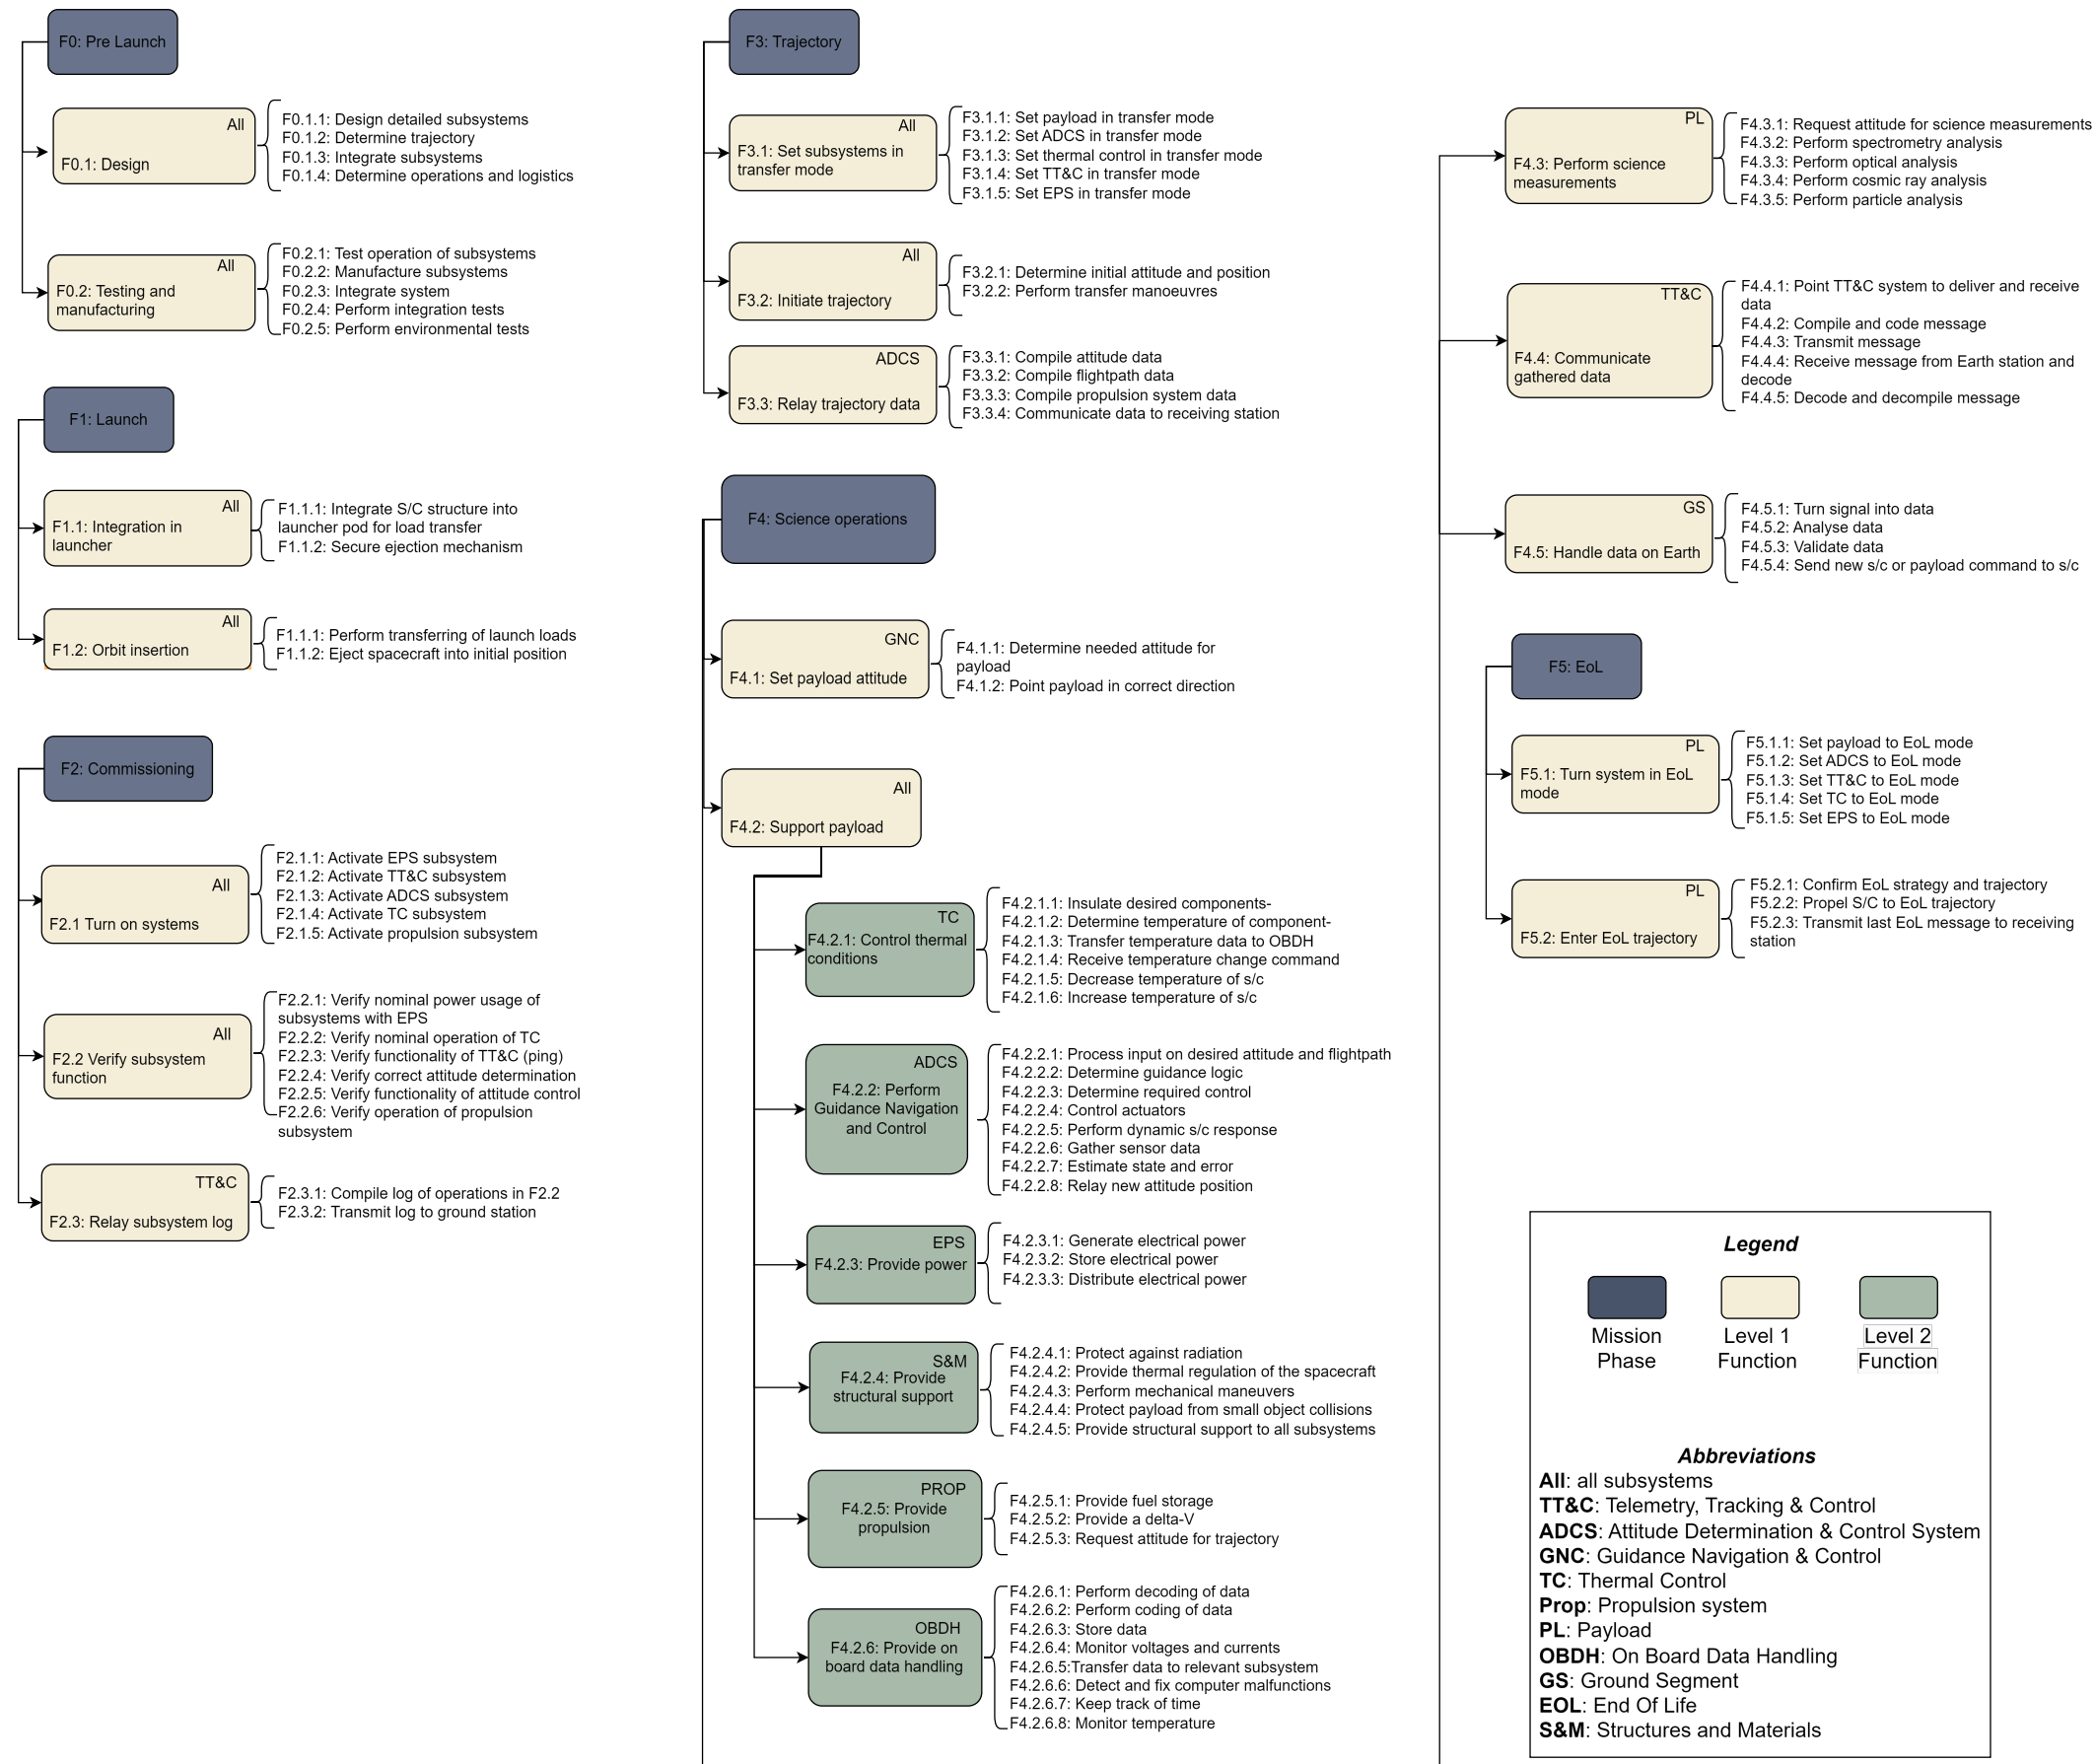 F0: Pre Launch
All
F0.1: Design
F0.1.1: Design detailed subsystems
F0.1.2: Determine trajectory
F0.1.3: Integrate subsystems
F0.1.4: Determine operations and logistics
All
F0.2: Testing and
manufacturing
F0.2.1: Test operation of subsystems
F0.2.2: Manufacture subsystems
F0.2.3: Integrate system
F0.2.4: Perform integration tests
F0.2.5: Perform environmental tests
F1: Launch
All
F1.1: Integration in
launcher
F1.1.1: Integrate S/C structure into
launcher pod for load transfer
F1.1.2: Secure ejection mechanism
All
F1.2: Orbit insertion
F1.1.1: Perform transferring of launch loads
F1.1.2: Eject spacecraft into initial position
F2: Commissioning
All
F2.1 Turn on systems
F2.1.1: Activate EPS subsystem
F2.1.2: Activate TT&C subsystem
F2.1.3: Activate ADCS subsystem
F2.1.4: Activate TC subsystem
F2.1.5: Activate propulsion subsystem
All
F2.2 Verify subsystem
function
F2.2.1: Verify nominal power usage of
subsystems with EPS
F2.2.2: Verify nominal operation of TC
F2.2.3: Verify functionality of TT&C (ping)
F2.2.4: Verify correct attitude determination
F2.2.5: Verify functionality of attitude control
F2.2.6: Verify operation of propulsion
subsystem
TT&C
F2.3: Relay subsystem log
F2.3.1: Compile log of operations in F2.2
F2.3.2: Transmit log to ground station
F3: Trajectory
All
F3.1: Set subsystems in
transfer mode
F3.1.1: Set payload in transfer mode
F3.1.2: Set ADCS in transfer mode
F3.1.3: Set thermal control in transfer mode
F3.1.4: Set TT&C in transfer mode
F3.1.5: Set EPS in transfer mode
All
F3.2: Initiate trajectory
F3.2.1: Determine initial attitude and position
F3.2.2: Perform transfer manoeuvres
ADCS
F3.3: Relay trajectory data
F3.3.1: Compile attitude data
F3.3.2: Compile flightpath data
F3.3.3: Compile propulsion system data
F3.3.4: Communicate data to receiving station
F4: Science operations
GNC
F4.1: Set payload attitude
F4.1.1: Determine needed attitude for
payload
F4.1.2: Point payload in correct direction
All
F4.2: Support payload
TC
F4.2.1: Control thermal
conditions
F4.2.1.1: Insulate desired components-
F4.2.1.2: Determine temperature of component-
F4.2.1.3: Transfer temperature data to OBDH
F4.2.1.4: Receive temperature change command
F4.2.1.5: Decrease temperature of s/c
F4.2.1.6: Increase temperature of s/c
ADCS
F4.2.2: Perform
Guidance Navigation
and Control
F4.2.2.1: Process input on desired attitude and flightpath
F4.2.2.2: Determine guidance logic
F4.2.2.3: Determine required control
F4.2.2.4: Control actuators
F4.2.2.5: Perform dynamic s/c response
F4.2.2.6: Gather sensor data
F4.2.2.7: Estimate state and error
F4.2.2.8: Relay new attitude position
EPS
F4.2.3: Provide power
F4.2.3.1: Generate electrical power
F4.2.3.2: Store electrical power
F4.2.3.3: Distribute electrical power
S&M
F4.2.4: Provide
structural support
F4.2.4.1: Protect against radiation
F4.2.4.2: Provide thermal regulation of the spacecraft
F4.2.4.3: Perform mechanical maneuvers
F4.2.4.4: Protect payload from small object collisions
F4.2.4.5: Provide structural support to all subsystems
PROP
F4.2.5: Provide
propulsion
F4.2.5.1: Provide fuel storage
F4.2.5.2: Provide a delta-V
F4.2.5.3: Request attitude for trajectory
OBDH
F4.2.6: Provide on
board data handling
F4.2.6.1: Perform decoding of data
F4.2.6.2: Perform coding of data
F4.2.6.3: Store data
F4.2.6.4: Monitor voltages and currents
F4.2.6.5:Transfer data to relevant subsystem
F4.2.6.6: Detect and fix computer malfunctions
F4.2.6.7: Keep track of time
F4.2.6.8: Monitor temperature
PL
F4.3: Perform science
measurements
F4.3.1: Request attitude for science measurements
F4.3.2: Perform spectrometry analysis
F4.3.3: Perform optical analysis
F4.3.4: Perform cosmic ray analysis
F4.3.5: Perform particle analysis
TT&C
F4.4: Communicate
gathered data
F4.4.1: Point TT&C system to deliver and receive
data
F4.4.2: Compile and code message
F4.4.3: Transmit message
F4.4.4: Receive message from Earth station and
decode
F4.4.5: Decode and decompile message
GS
F4.5: Handle data on Earth
F4.5.1: Turn signal into data
F4.5.2: Analyse data
F4.5.3: Validate data
F4.5.4: Send new s/c or payload command to s/c
F5: EoL
PL
F5.1: Turn system in EoL
mode
F5.1.1: Set payload to EoL mode
F5.1.2: Set ADCS to EoL mode
F5.1.3: Set TT&C to EoL mode
F5.1.4: Set TC to EoL mode
F5.1.5: Set EPS to EoL mode
PL
F5.2: Enter EoL trajectory
F5.2.1: Confirm EoL strategy and trajectory
F5.2.2: Propel S/C to EoL trajectory
F5.2.3: Transmit last EoL message to receiving
station
Legend
Mission
Phase
Level 1
Function
Level 2
Function
Abbreviations
All: all subsystems
TT&C: Telemetry, Tracking & Control
ADCS: Attitude Determination & Control System
GNC: Guidance Navigation & Control
TC: Thermal Control
Prop: Propulsion system
PL: Payload
OBDH: On Board Data Handling
GS: Ground Segment
EOL: End Of Life
S&M: Structures and Materials